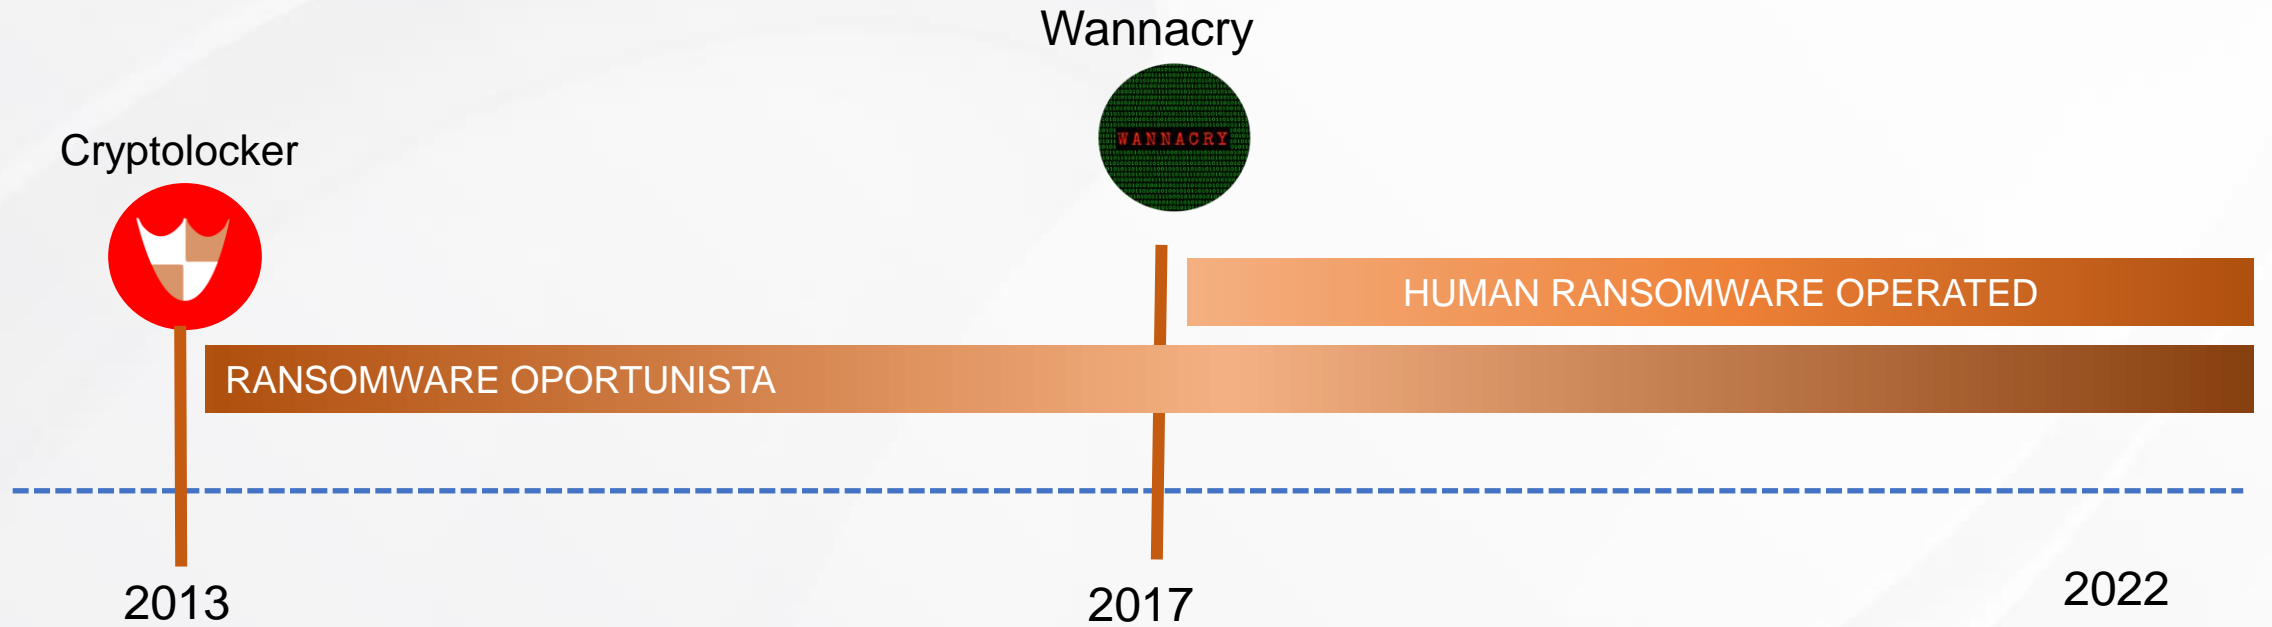 Wannacry
WANNACRY
Cryptolocker
HUMAN RANSOMWARE OPERATED
RANSOMWARE OPORTUNISTA
2013
2017
2022